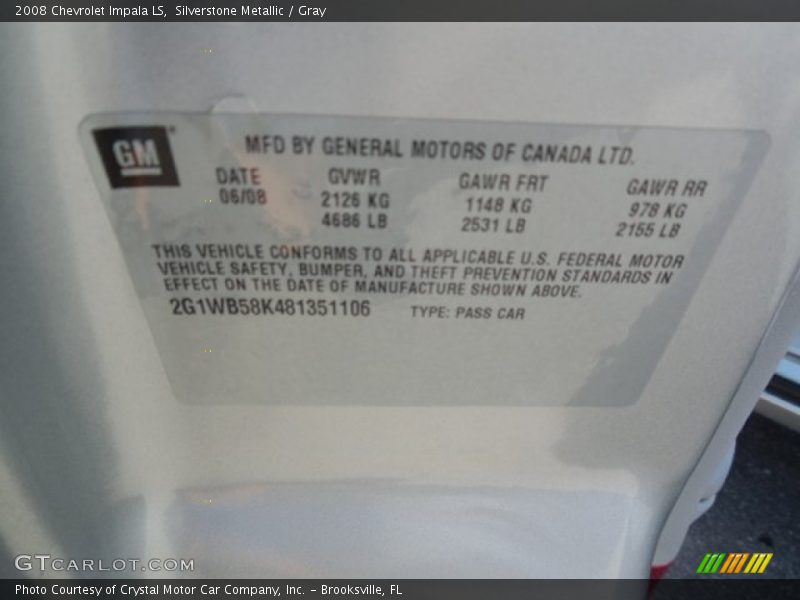 2008 Chevrolet Impala LS, Silverstone Metallic / Gray
GM
MFD BY GENERAL MOTORS OF CANADA LTD.
DATE GVWR GAWR FRT GAWR RR
06/08 2126 KG 1148 KG 978 KG
4686 LB 2531 LB 2155 LB
THIS VEHICLE CONFORMS TO ALL APPLICABLE U.S. FEDERAL MOTOR
VEHICLE SAFETY, BUMPER, AND THEFT PREVENTION STANDARDS IN
EFFECT ON THE DATE OF MANUFACTURE SHOWN ABOVE.
2G1WB58K481351106 TYPE: PASS CAR
GTCARLOT.COM
Photo Courtesy of Crystal Motor Car Company, Inc. – Brooksville, FL